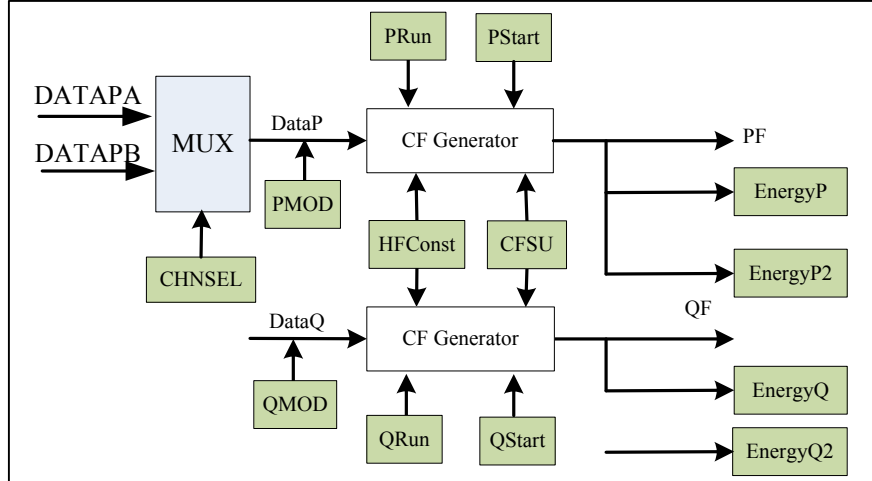 PRun
PStart
DATAPA
DATAPB
MUX
DataP
CF Generator
PF
PMOD
EnergyP
HFConst
CFSU
CHNSEL
EnergyP2
DataQ
CF Generator
QF
QMOD
EnergyQ
QRun
QStart
EnergyQ2